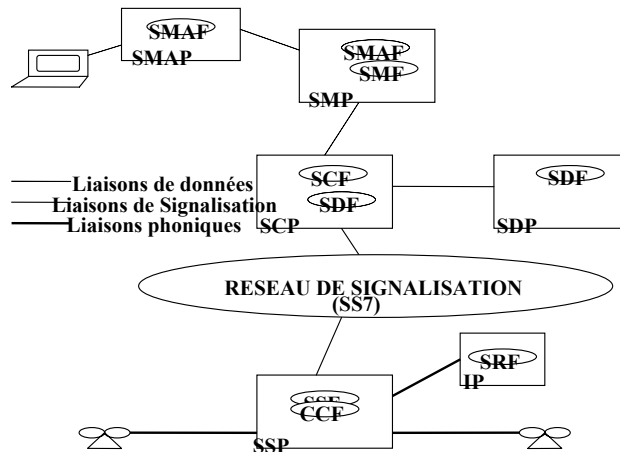 SMAF
SMAP
SMAF
SMF
SMP
SCF
SDF
SCP
SDF
SDP
Liaisons de données
Liaisons de Signalisation
Liaisons phoniques
RESEAU DE SIGNALISATION
(SS7)
SRF
IP
SSF
CCF
SSP